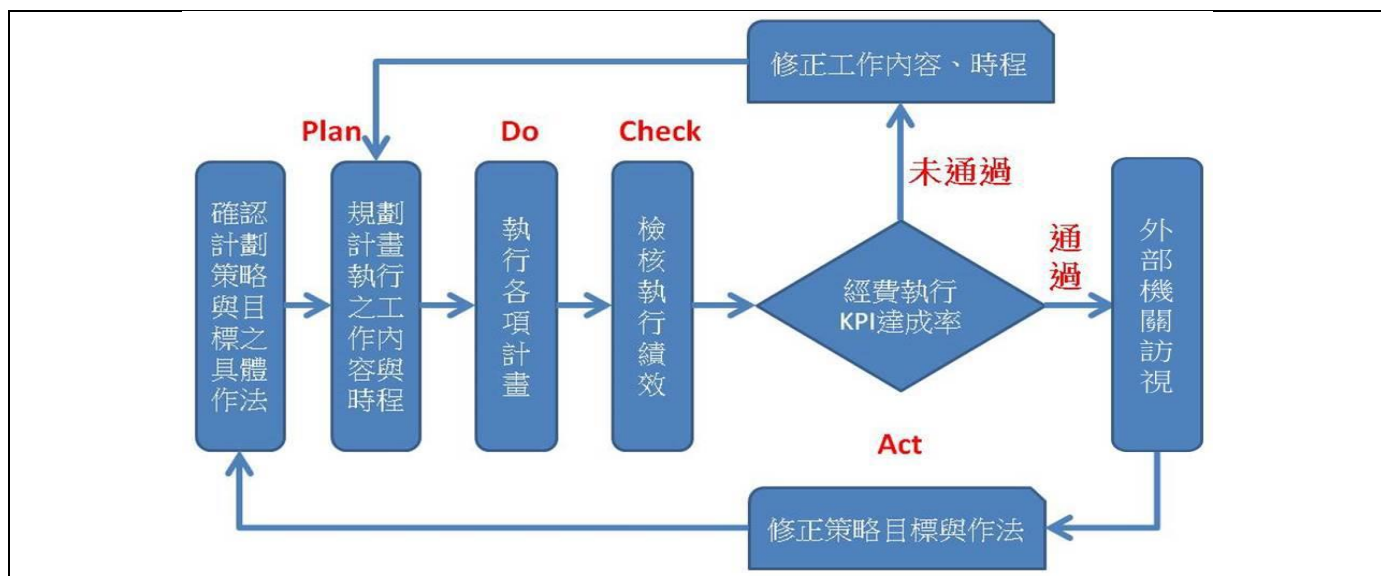 修正工作內容、時程
Plan
Do
Check
未通過
通
過
確認
計劃
策略
與目
標之
具體
作法
規劃
計畫
執行
之工
作內
容與
時程
執
行
各
項
計
畫
檢
核
執
行
績
效
經費執行
KPI達成率
外
部
機
關
訪
視
Act
修正策略目標與作法